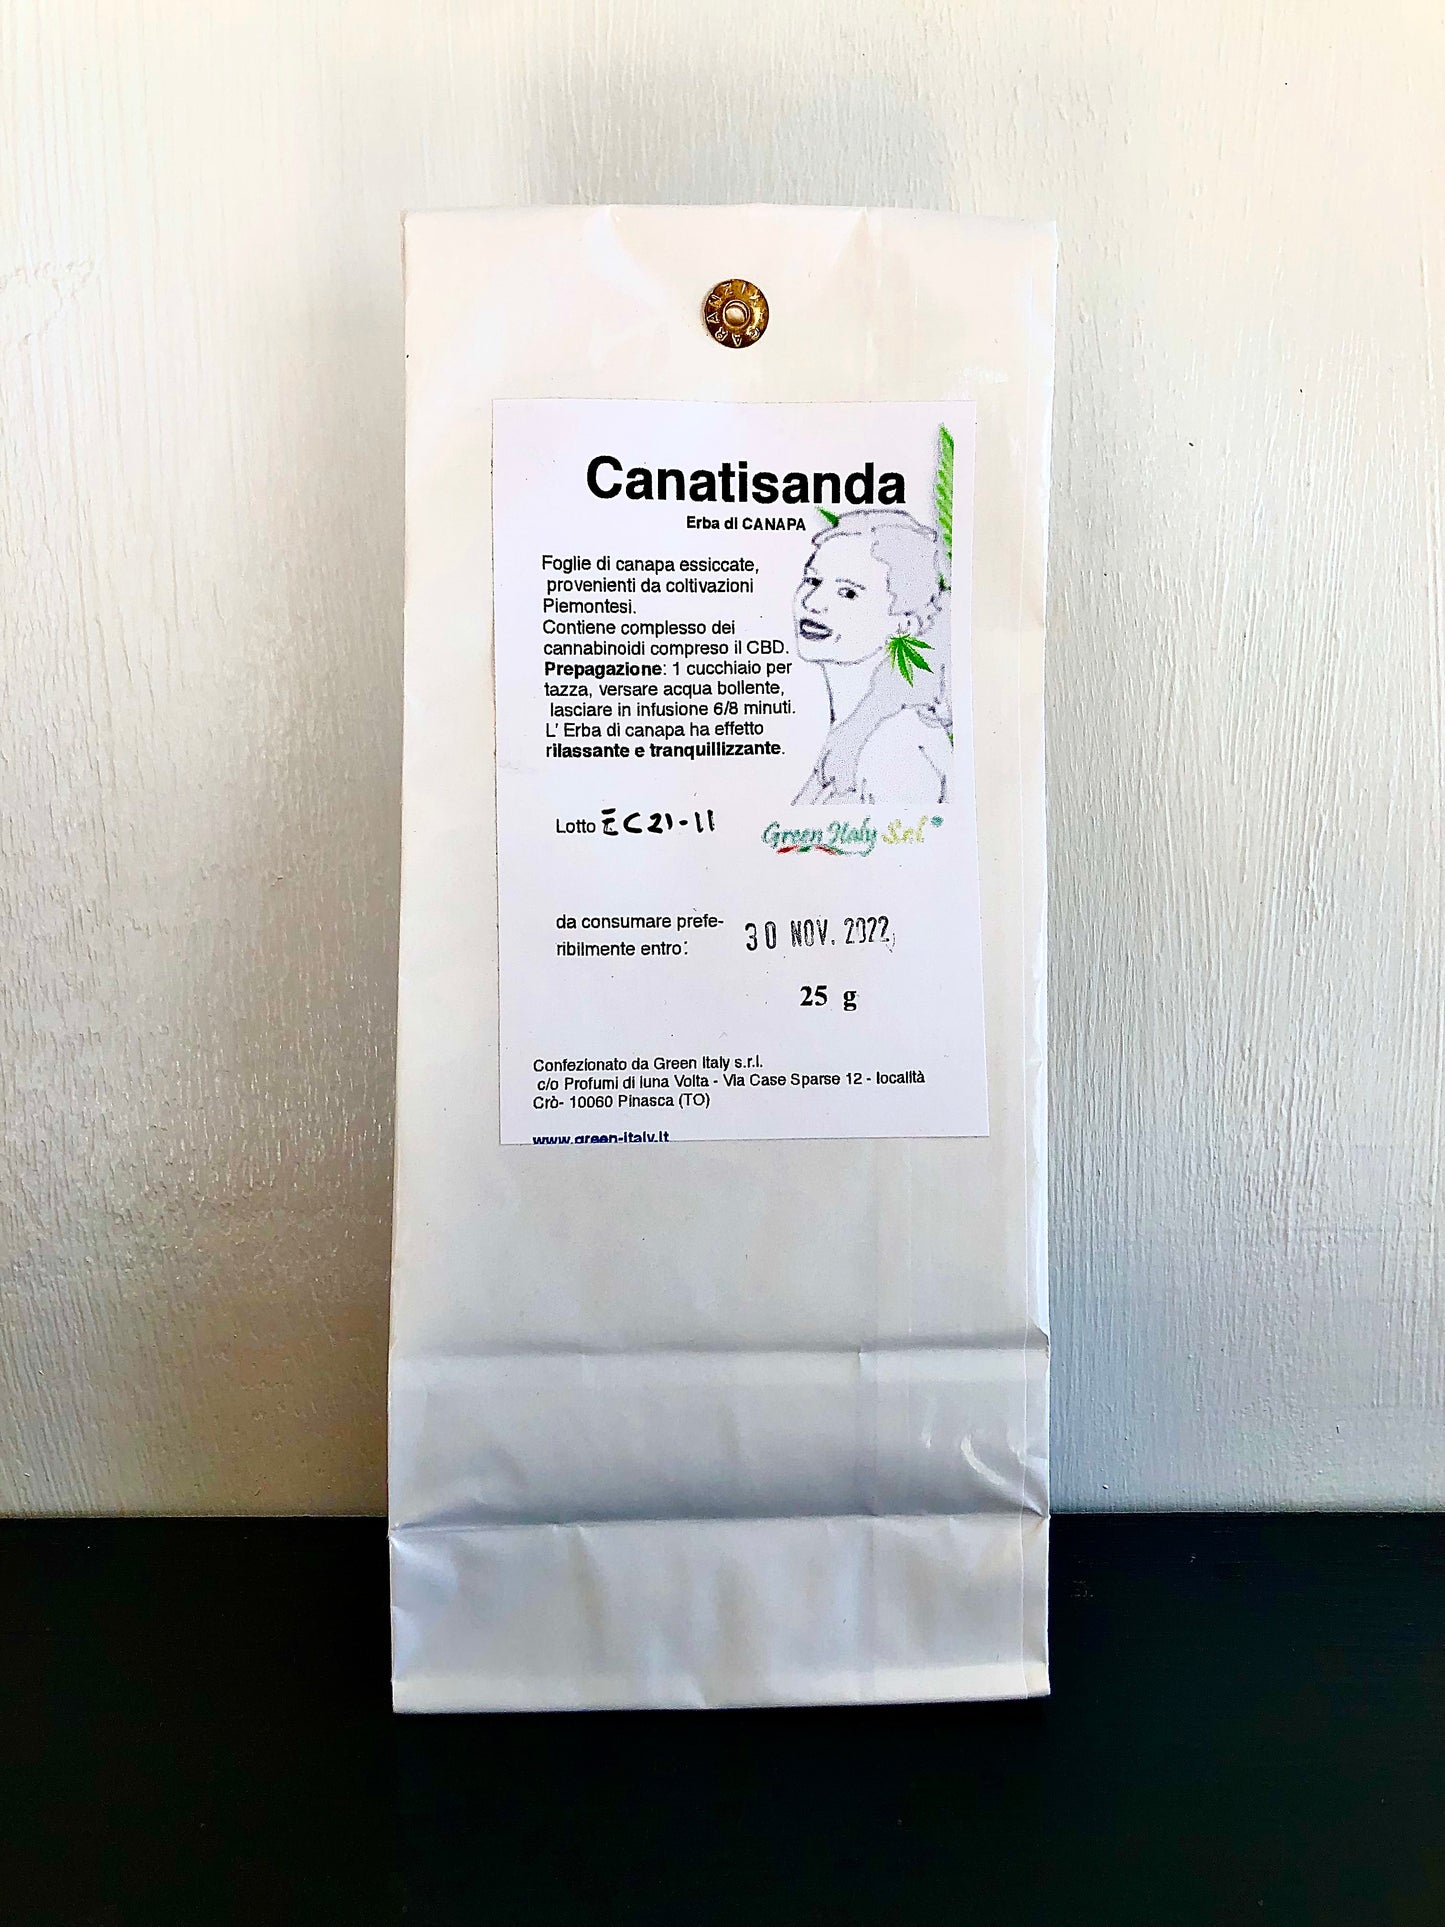 CARANZINI
Canatisanda
Erba di CANAPA
Foglie di canapa essiccate,
provenienti da coltivazioni
Piemontesi.
Contiene complesso dei
cannabinoidi compreso il CBD.
Prepagazione: 1 cucchiaio per
tazza, versare acqua bollente,
lasciare in infusione 6/8 minuti.
L' Erba di canapa ha effetto
rilassante e tranquillizzante.
Lotto EC21-11
Green Italy S.r.l
da consumare prefe-
ribilmente entro:
30 NOV. 2022
25 g
Confezionato da Green Italy s.r.l.
c/o Profumi di luna Volta - Via Case Sparse 12 - località
Crò- 10060 Pinasca (TO)
www.green-italy.it